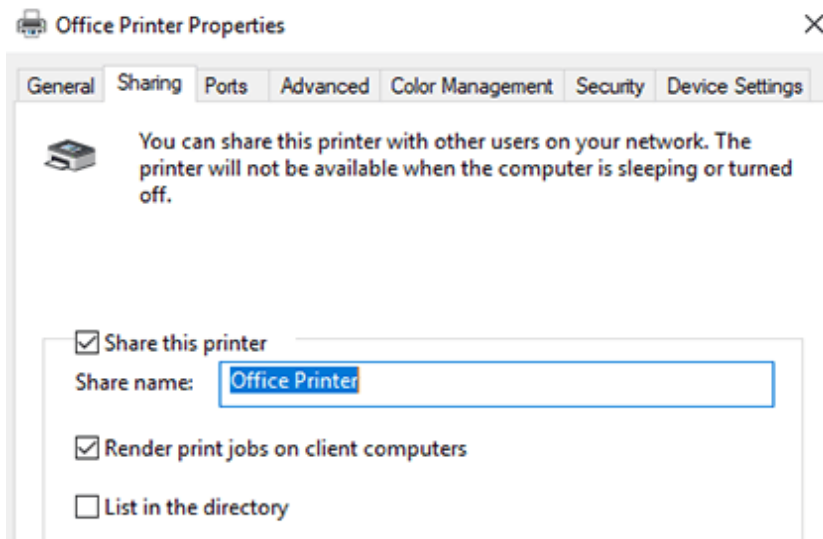 Office Printer Properties
General Sharing Ports Advanced Color Management Security Device Settings
You can share this printer with other users on your network. The
printer will not be available when the computer is sleeping or turned
off.
Share this printer
Share name: Office Printer
Render print jobs on client computers
List in the directory